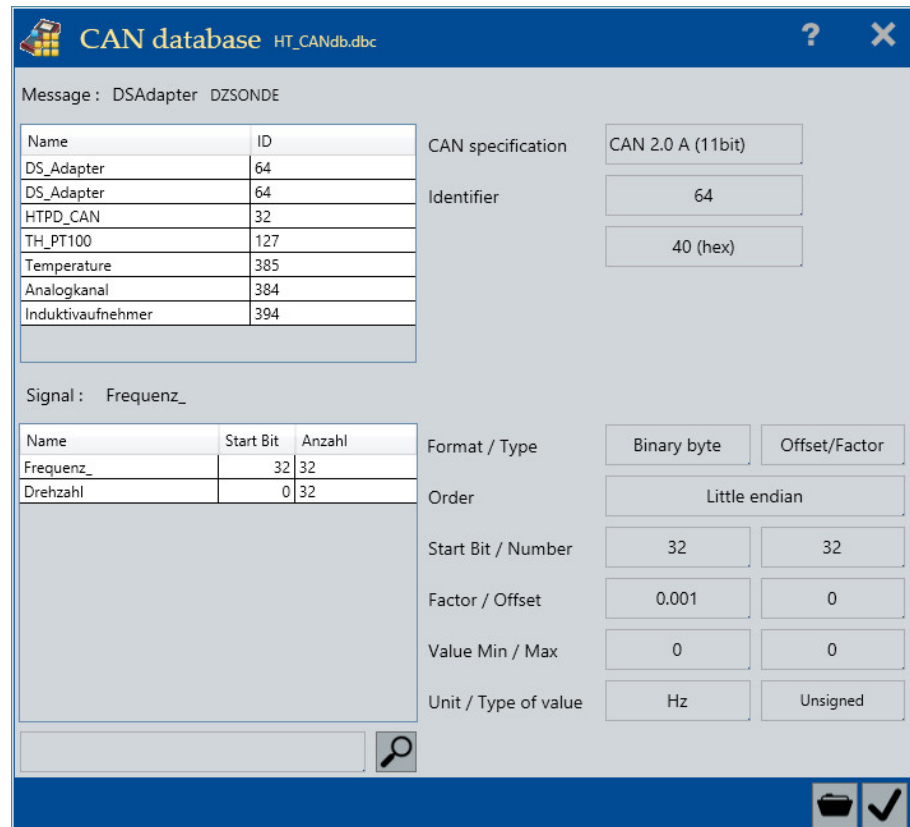 CAN database HT_CANdb.dbc ?
Message : DSAdapter DZSONDE
Name ID
DS_Adapter 64
DS_Adapter 64
HTPD_CAN 32
TH_PT100 127
Temperature 385
Analogkanal 384
Induktivaufnehmer 394
CAN specification CAN 2.0 A (11bit)
Identifier 64
40 (hex)
Signal : Frequenz_
Name Start Bit Anzahl
Frequenz_ 32 32
Drehzahl 0 32
Format / Type Binary byte Offset/Factor
Order Little endian
Start Bit / Number 32 32
Factor / Offset 0.001 0
Value Min / Max 0 0
Unit / Type of value Hz Unsigned